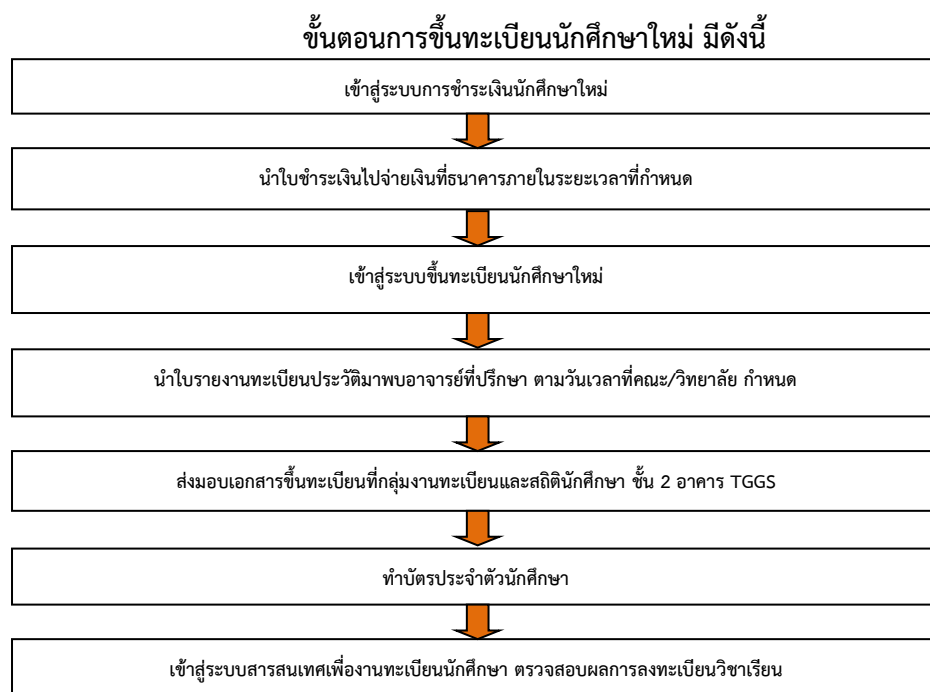 ขั้นตอนการขึ้นทะเบียนนักศึกษาใหม่ มีดังนี้
เข้าสู่ระบบการชำระเงินนักศึกษาใหม่
นำใบชำระเงินไปจ่ายเงินที่ธนาคารภายในระยะเวลาที่กำหนด
เข้าสู่ระบบขึ้นทะเบียนนักศึกษาใหม่
นำใบรายงานทะเบียนประวัติมาพบอาจารย์ที่ปรึกษา ตามวันเวลาที่คณะ/วิทยาลัย กำหนด
ส่งมอบเอกสารขึ้นทะเบียนที่กลุ่มงานทะเบียนและสถิตินักศึกษา ชั้น 2 อาคาร TGGS
ทำบัตรประจำตัวนักศึกษา
เข้าสู่ระบบสารสนเทศเพื่องานทะเบียนนักศึกษา ตรวจสอบผลการลงทะเบียนวิชาเรียน